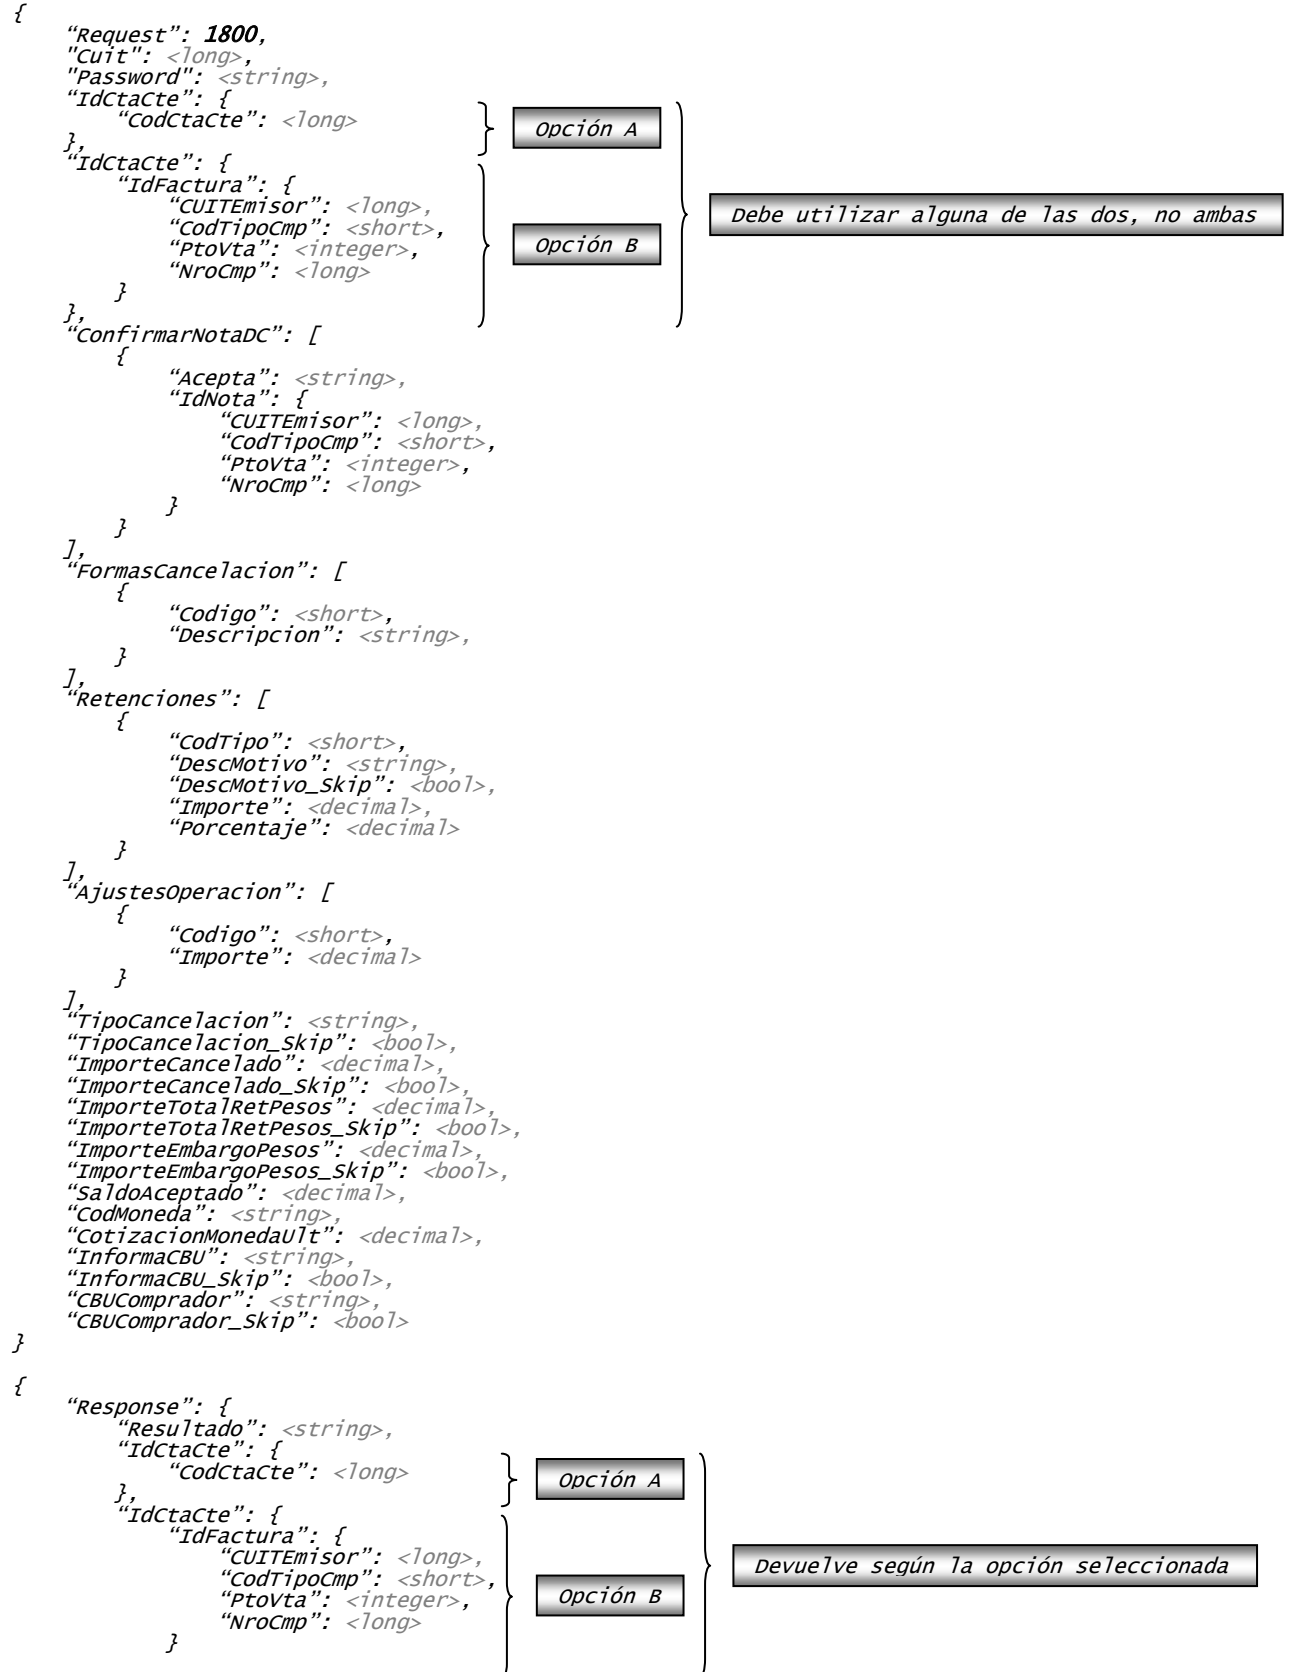 {
“Request”: 1800,
"Cuit": <long>,
"Password": <string>,
“IdCtaCte”: {
“CodCtaCte”: <long>
Opción A
},
“IdCtaCte”: {
“IdFactura”: {
“CUITEmisor”: <long>,
“CodTipoCmp”: <short>,
Debe utilizar alguna de las dos, no ambas
“PtoVta”: <integer>,
Opción B
“NroCmp”: <long>
}
},
“ConfirmarNotaDC”: [
{
“Acepta”: <string>,
“IdNota”: {
“CUITEmisor”: <long>,
“CodTipoCmp”: <short>,
“PtoVta”: <integer>,
“NroCmp”: <long>
}
}
],
“FormasCancelacion”: [
{
“Codigo”: <short>,
“Descripcion”: <string>,
}
],
“Retenciones”: [
{
“CodTipo”: <short>,
“DescMotivo”: <string>,
“DescMotivo_Skip”: <bool>,
“Importe”: <decimal>,
“Porcentaje”: <decimal>
}
],
“AjustesOperacion”: [
{
“Codigo”: <short>,
“Importe”: <decimal>
}
],
“TipoCancelacion”: <string>,
“TipoCancelacion_Skip”: <bool>,
“ImporteCancelado”: <decimal>,
“ImporteCancelado_Skip”: <bool>,
“ImporteTotalRetPesos”: <decimal>,
“ImporteTotalRetPesos_Skip”: <bool>,
“ImporteEmbargoPesos”: <decimal>,
“ImporteEmbargoPesos_Skip”: <bool>,
“SaldoAceptado”: <decimal>,
“CodMoneda”: <string>,
“CotizacionMonedaUlt”: <decimal>,
“InformaCBU”: <string>,
“InformaCBU_Skip”: <bool>,
“CBUComprador”: <string>,
“CBUComprador_Skip”: <bool>
}
{
“Response”: {
“Resultado”: <string>,
“IdCtaCte”: {
“CodCtaCte”: <long>
Opción A
},
“IdCtaCte”: {
“IdFactura”: {
“CUITEmisor”: <long>,
Devuelve según la opción seleccionada
“CodTipoCmp”: <short>,
“PtoVta”: <integer>,
Opción B
“NroCmp”: <long>
}